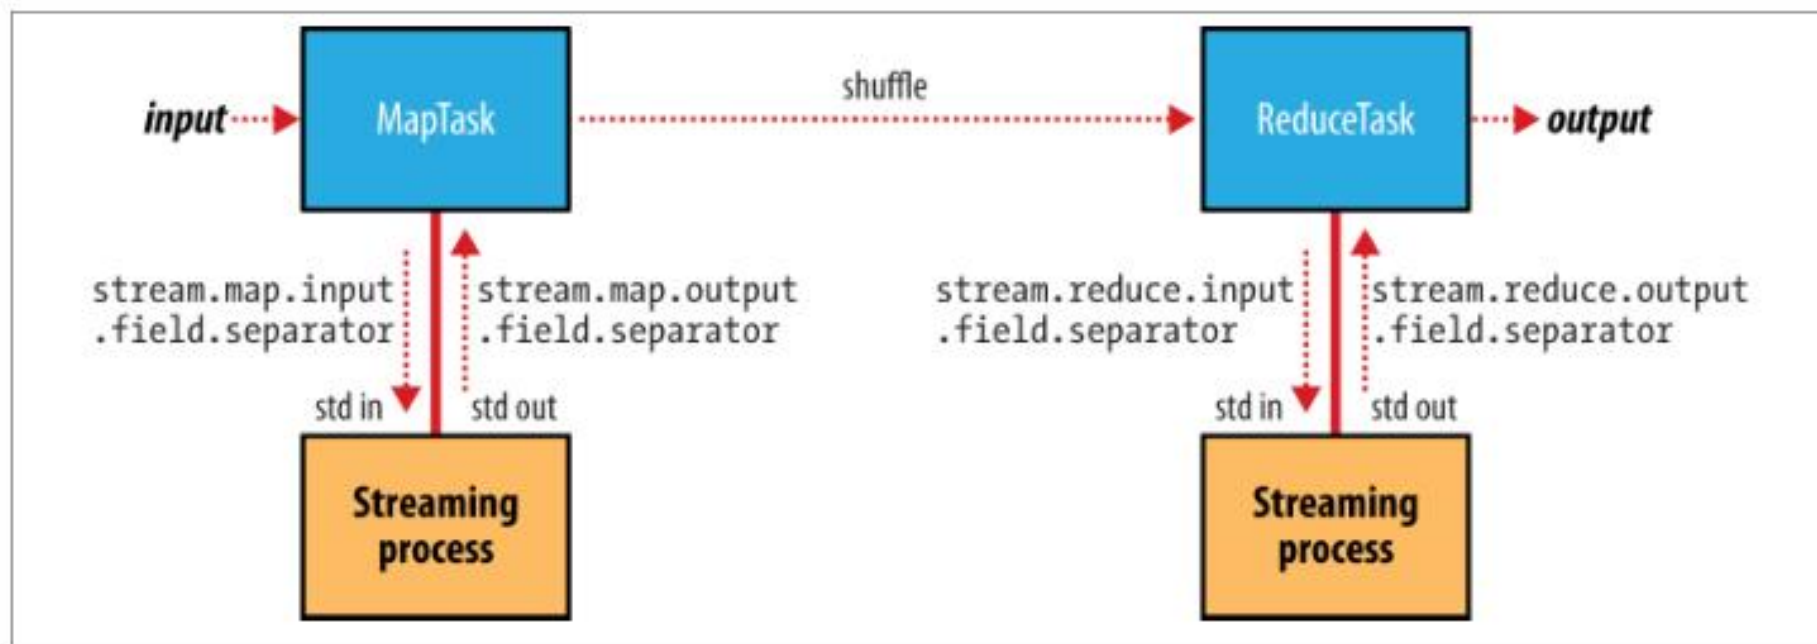 input
MapTask
shuffle
ReduceTask
output
stream.map.input
.field.separator
stream.map.output
.field.separator
stream.reduce.input
.field.separator
stream.reduce.output
.field.separator
std in
std out
std in
std out
Streaming
process
Streaming
process